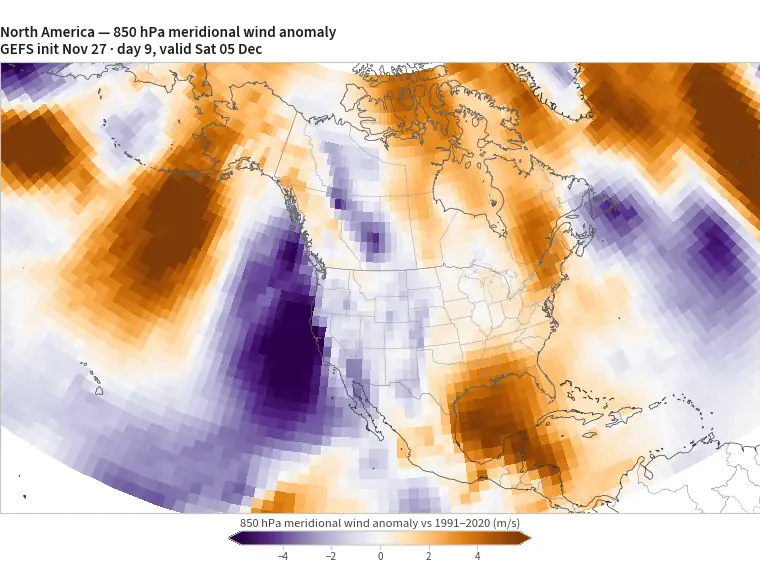 North America — 850 hPa meridional wind anomaly
GEFS init Nov 27 · day 9, valid Sat 05 Dec
850 hPa meridional wind anomaly vs 1991–2020 (m/s)
−4 −2 0 2 4